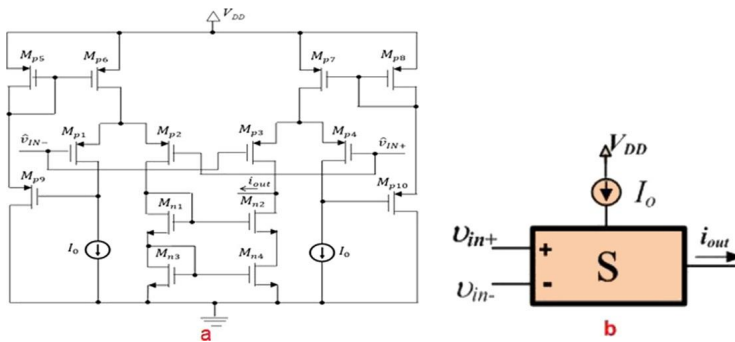 V_DD
M_p5
M_p6
M_p7
M_p8
M_p1
M_p2
M_p3
M_p4
v̂_IN-
v̂_IN+
i_out
M_p9
M_p10
M_n1
M_n2
I_o
M_n3
M_n4
I_o
a
V_DD
I_o
υ_in+
+
S
i_out
υ_in-
-
b